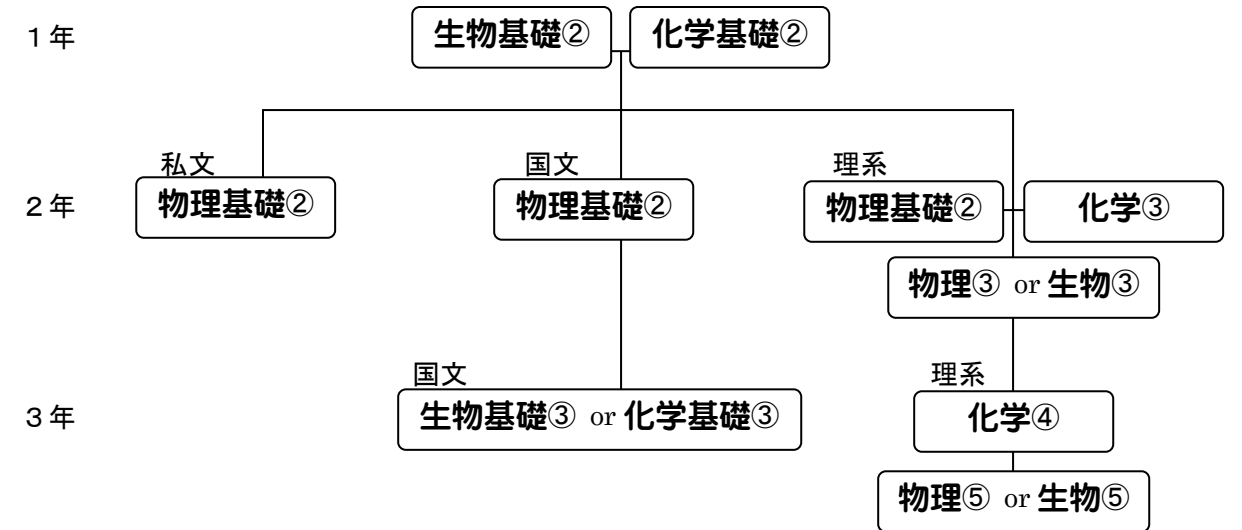 1年
生物基礎② 化学基礎②
私文 国文 理系
2年 物理基礎② 物理基礎② 物理基礎② 化学③
物理③ or 生物③
国文 理系
3年 生物基礎③ or 化学基礎③ 化学④
物理⑤ or 生物⑤